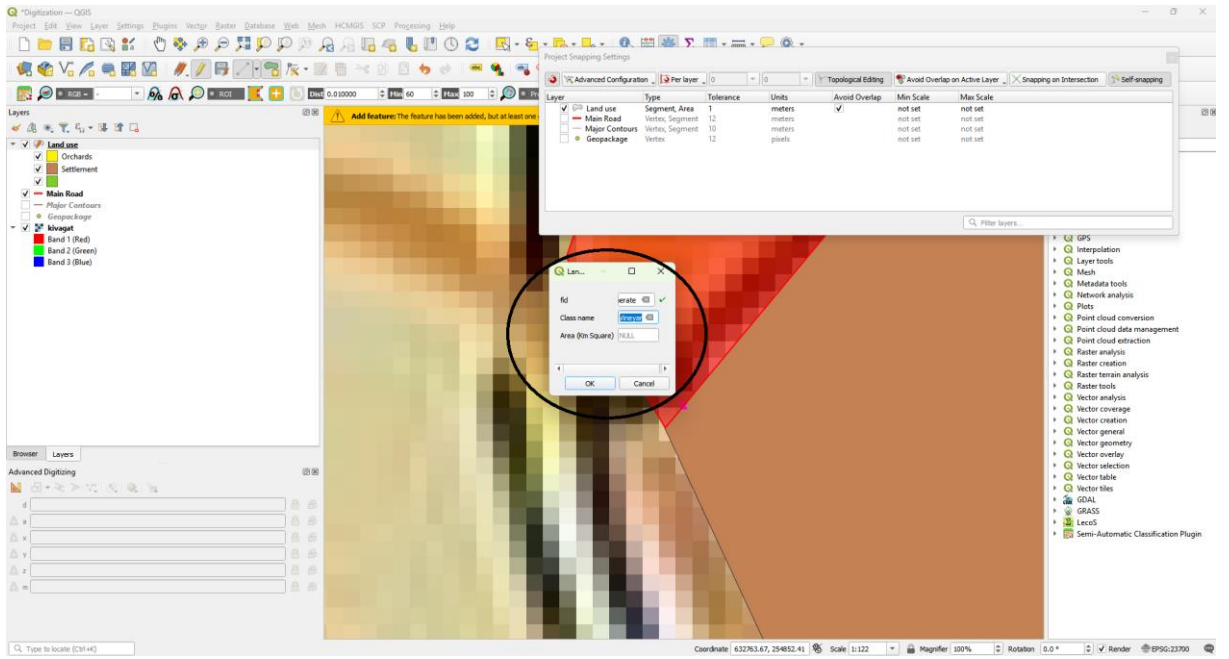 *Digitization — QGIS
Project Edit View Layer Settings Plugins Vector Raster Database Web Mesh HCMGIS SCP Processing Help
RGB = - ROI Dist 0.010000 Min 60 Max 100
Project Snapping Settings
Advanced Configuration Per layer 0 0 Topological Editing Avoid Overlap on Active Layer Snapping on Intersection Self-snapping
Layer Type Tolerance Units Avoid Overlap Min Scale Max Scale
Land use Segment, Area 1 meters not set not set
Main Road Vertex, Segment 12 meters not set not set
Major Contours Vertex, Segment 10 meters not set not set
Geopackage Vertex 12 pixels not set not set
Filter layers...
Layers
Add feature: The feature has been added, but at least one
Land use
Orchards
Settlement
Main Road
Major Contours
Geopackage
kivagat
Band 1 (Red)
Band 2 (Green)
Band 3 (Blue)
Lan...
fid erate
Class name
Area (Km Square) NULL
OK Cancel
GPS
Interpolation
Layer tools
Mesh
Metadata tools
Network analysis
Plots
Point cloud conversion
Point cloud data management
Point cloud extraction
Raster analysis
Raster creation
Raster terrain analysis
Raster tools
Vector analysis
Vector coverage
Vector creation
Vector general
Vector geometry
Vector overlay
Vector selection
Vector table
Vector tiles
GDAL
GRASS
LecoS
Semi-Automatic Classification Plugin
Browser Layers
Advanced Digitizing
d
a
x
y
z
m
Type to locate (Ctrl+K) Coordinate 632763.67, 254852.41 Scale 1:122 Magnifier 100% Rotation 0.0 ° Render EPSG:23700